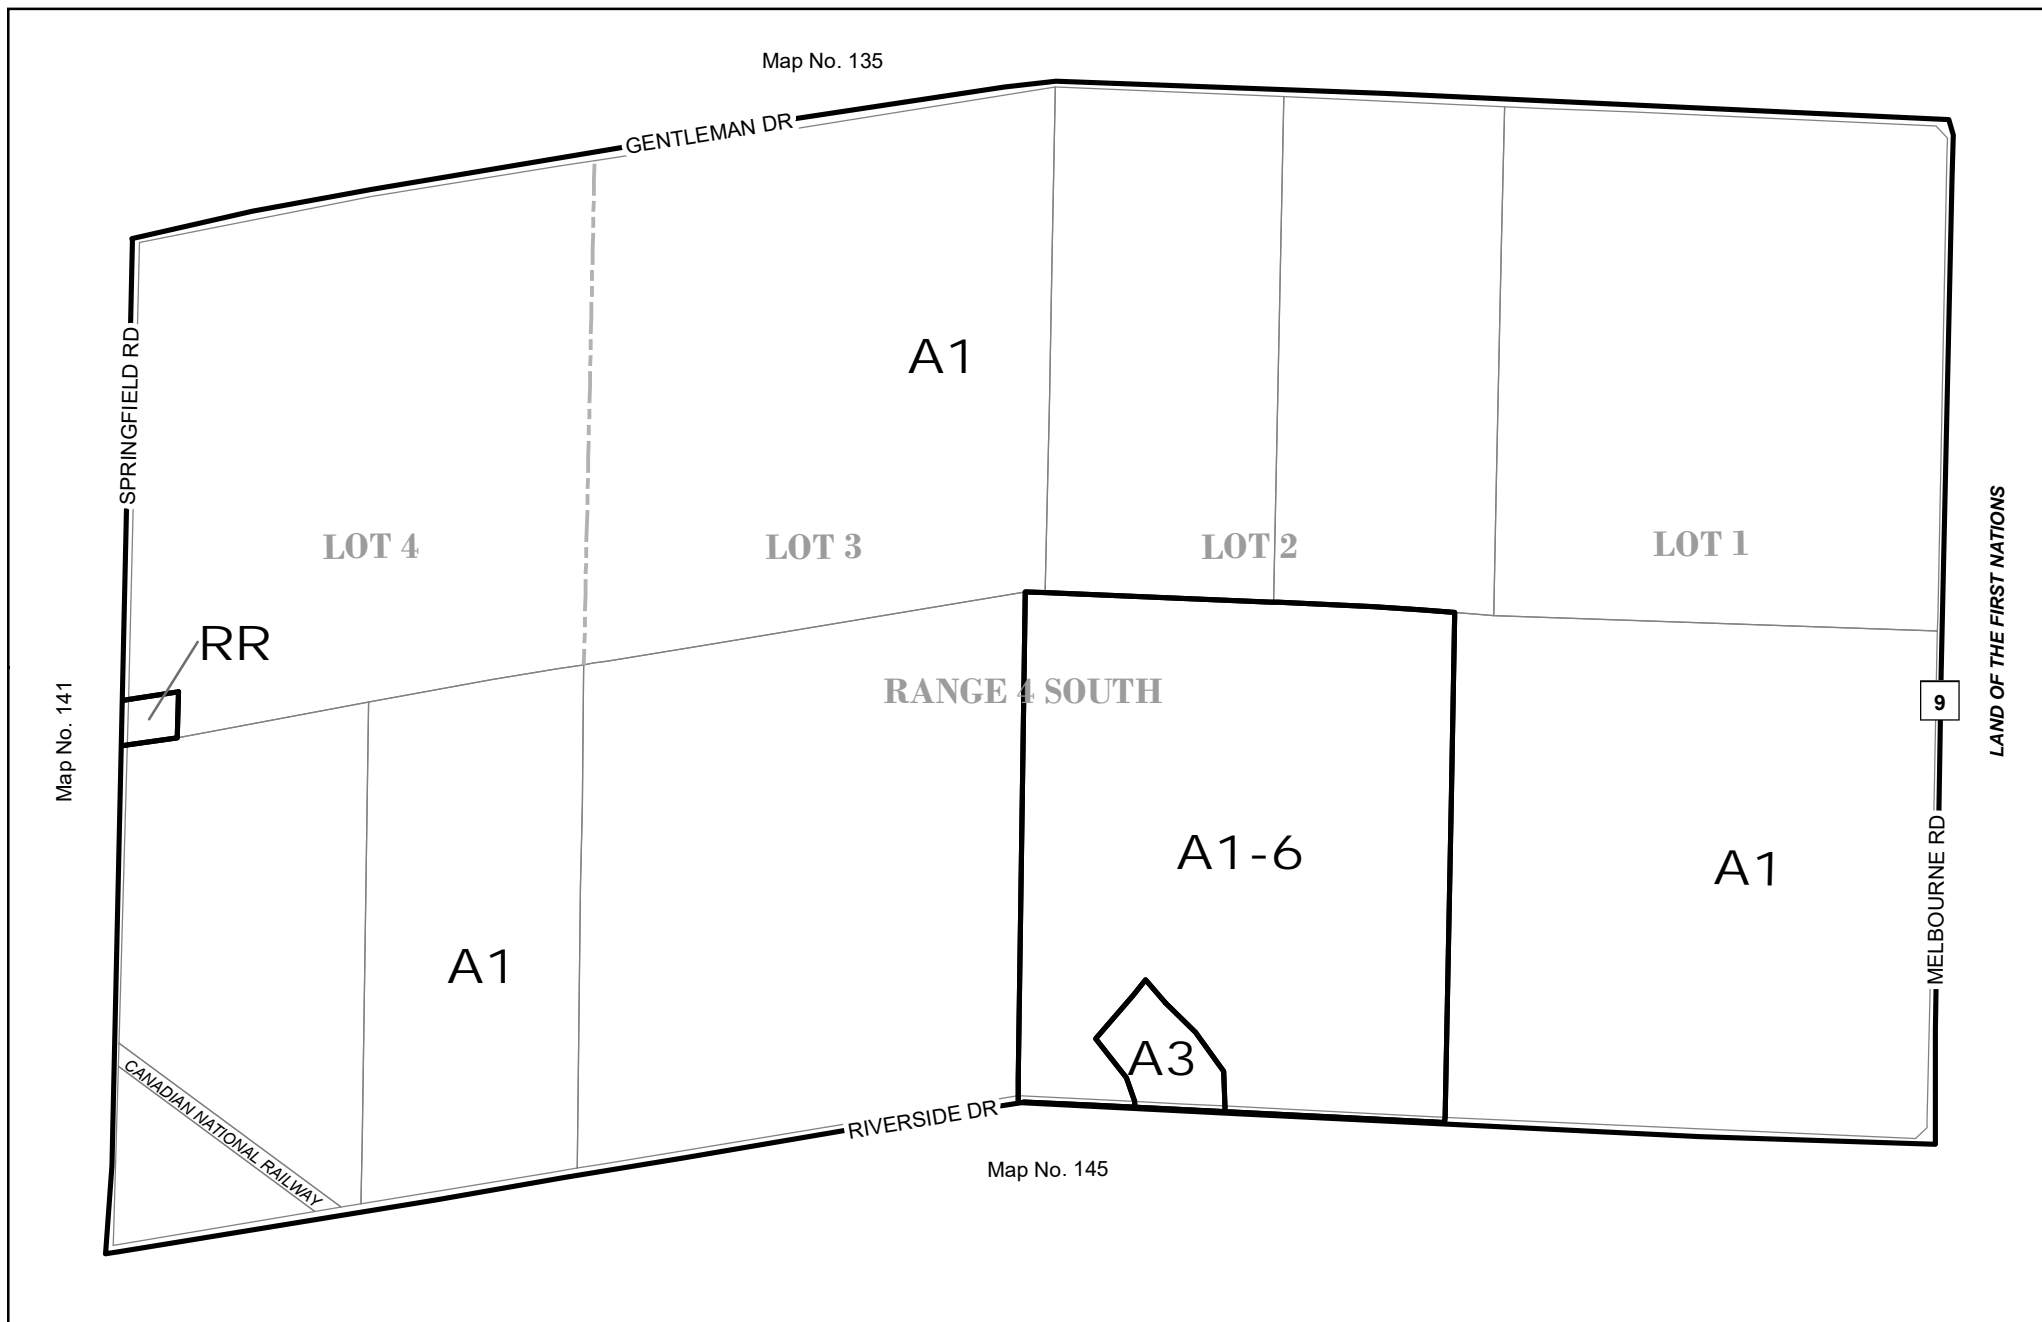 Map No. 135
GENTLEMAN DR
SPRINGFIELD RD
A1
LOT 4
LOT 3
LOT 2
LOT 1
LAND OF THE FIRST NATIONS
RR
RANGE 4 SOUTH
9
Map No. 141
A1-6
A1
MELBOURNE RD
A1
A3
CANADIAN NATIONAL RAILWAY
RIVERSIDE DR
Map No. 145